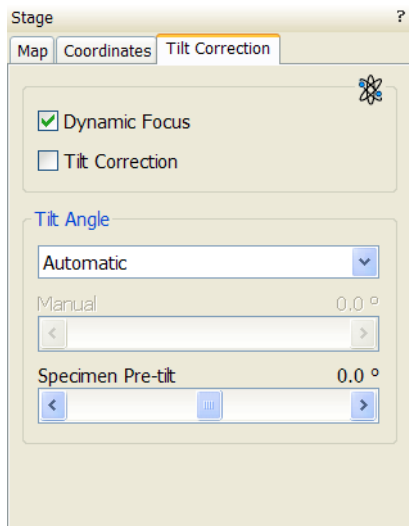 Stage ?
Map Coordinates Tilt Correction
Dynamic Focus
Tilt Correction
Tilt Angle
Automatic
Manual 0.0 °
Specimen Pre-tilt 0.0 °